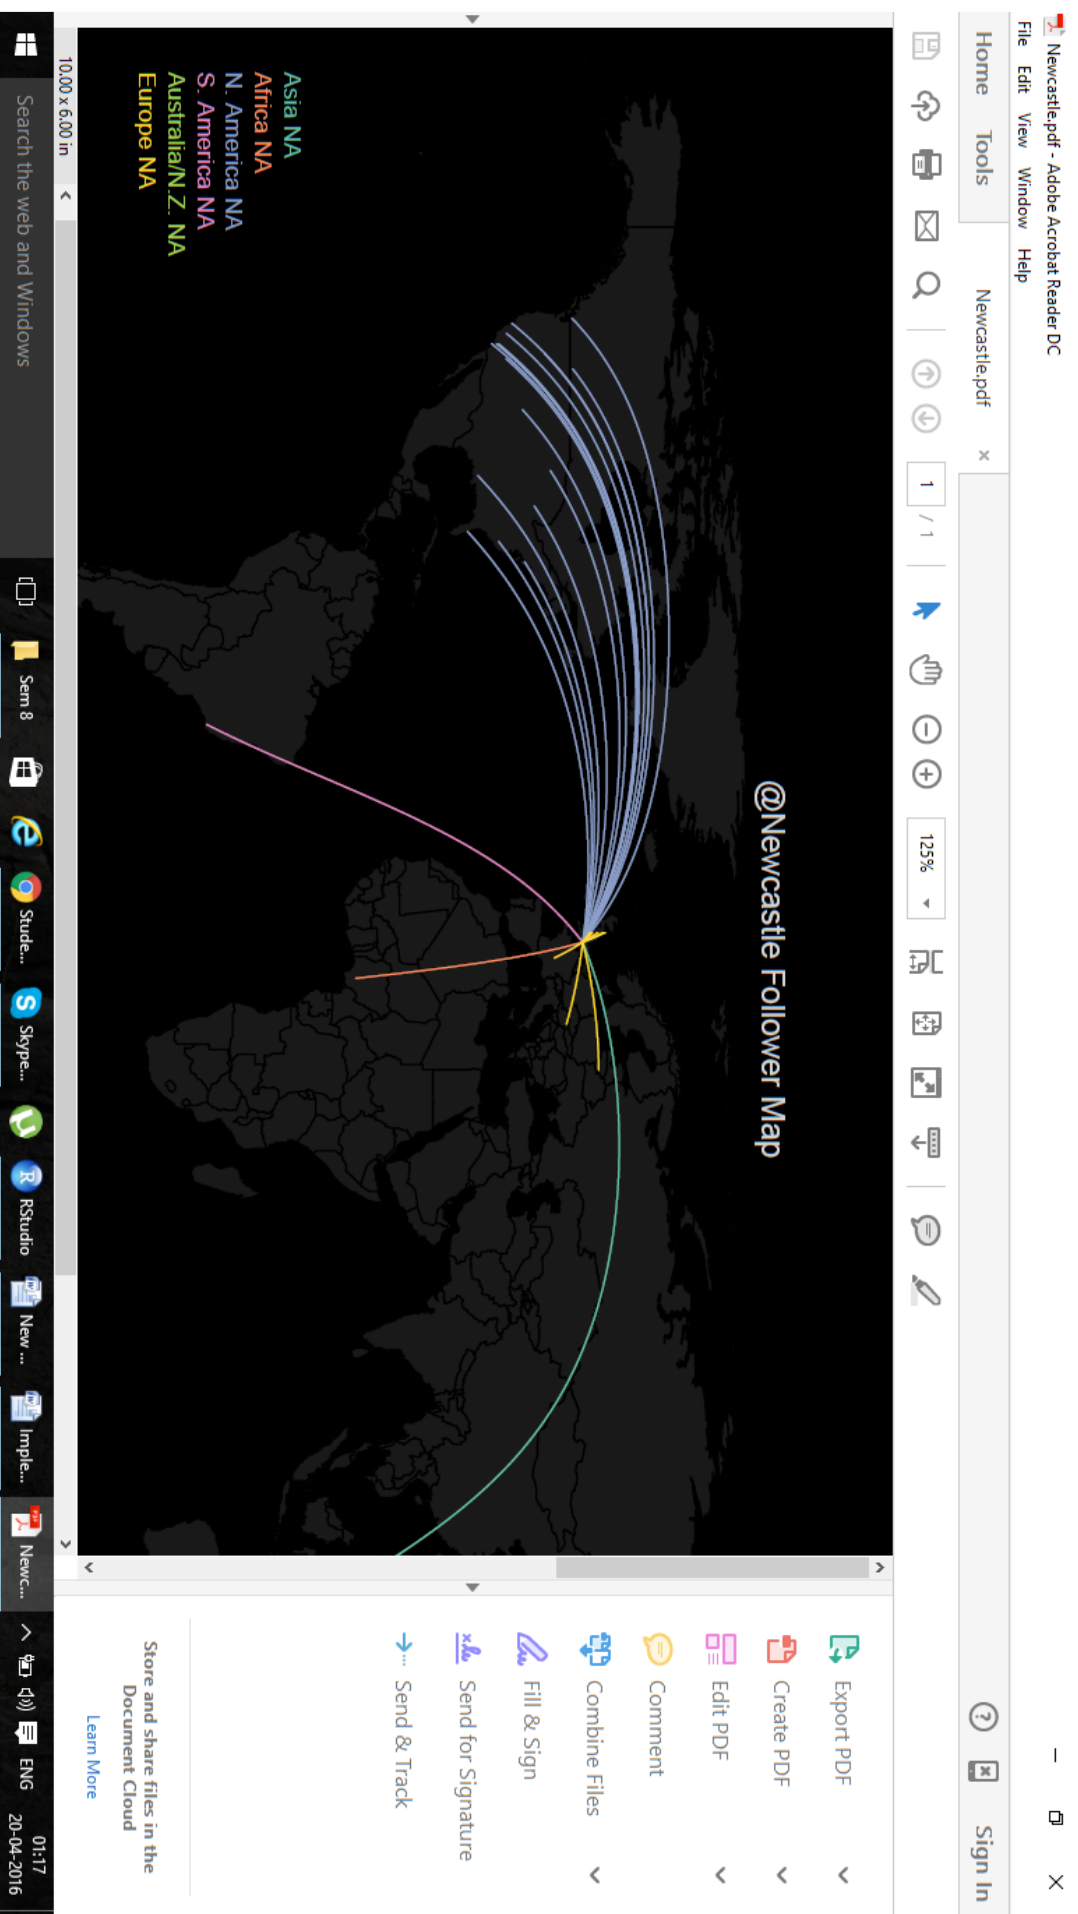 Newcastle.pdf - Adobe Acrobat Reader DC
File Edit View Window Help
Home Tools Newcastle.pdf × Sign In
1 / 1 125%
@Newcastle Follower Map
Asia NA
Africa NA
N. America NA
S. America NA
Australia/N.Z. NA
Europe NA
10.00 x 6.00 in
Export PDF
Create PDF
Edit PDF
Comment
Combine Files
Fill & Sign
Send for Signature
Send & Track
Store and share files in the
Document Cloud
Learn More
Search the web and Windows
Sem 8
Stude...
Skype...
RStudio
New ...
Imple...
Newc...
ENG
01:17
20-04-2016